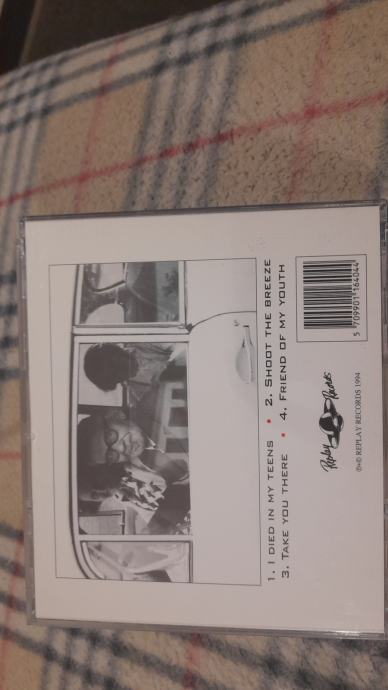 1. I DIED IN MY TEENS • 2. SHOOT THE BREEZE
3. TAKE YOU THERE • 4. FRIEND OF MY YOUTH
Replay Records
℗+© REPLAY RECORDS 1994
5 709901 164044